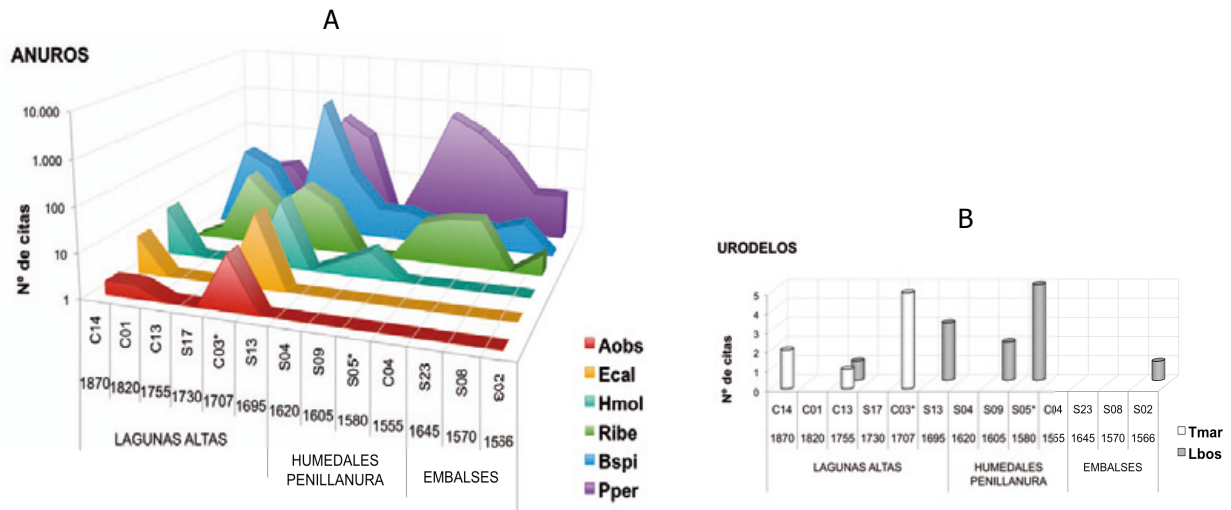 A
ANUROS
10.000
1.000
100
10
1
Nº de citas
C14 C01 C13 S17 C03* S13 S04 S09 S05* C04 S23 S08 S02
1870 1820 1755 1730 1707 1695 1620 1605 1580 1555 1645 1570 1566
LAGUNAS ALTAS
HUMEDALES
PENILLANURA
EMBALSES
Aobs
Ecal
Hmol
Ribe
Bspi
Pper
B
URODELOS
5
4
3
2
1
0
Nº de citas
C14 C01 C13 S17 C03* S13 S04 S09 S05* C04 S23 S08 S02
1870 1820 1755 1730 1707 1695 1620 1605 1580 1555 1645 1570 1566
LAGUNAS ALTAS
HUMEDALES
PENILLANURA
EMBALSES
Tmar
Lbos